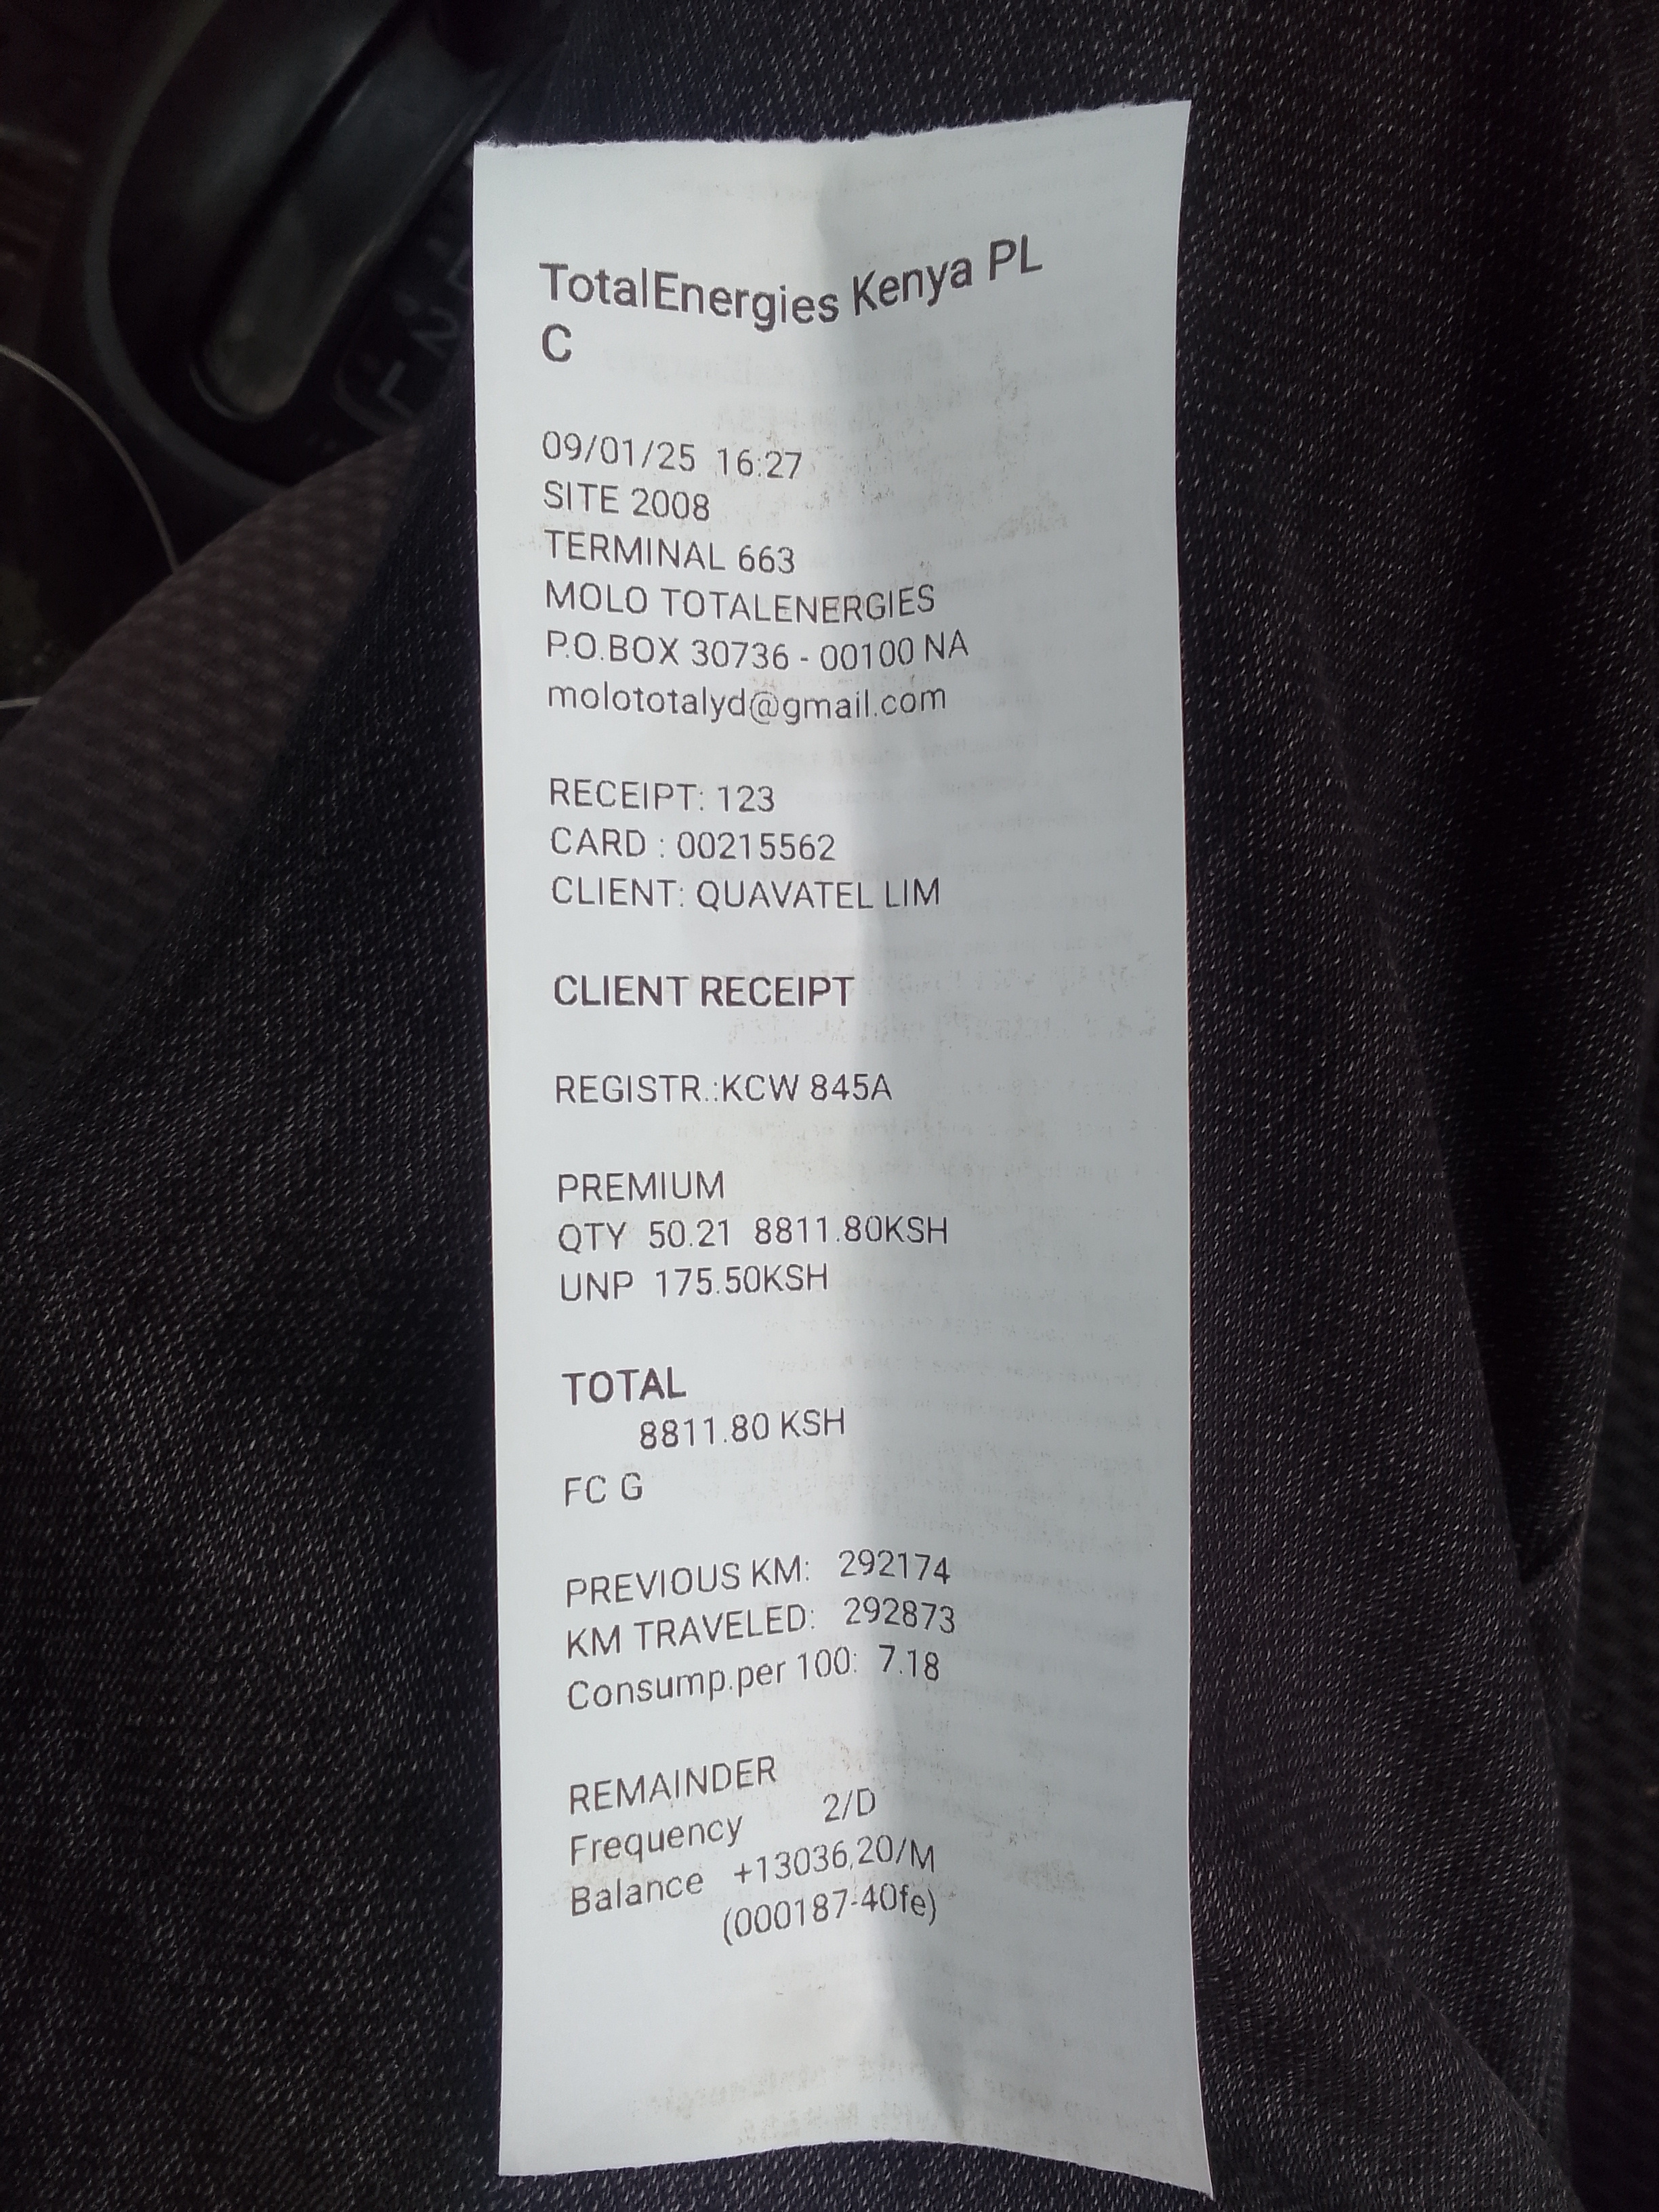 TotalEnergies Kenya PL
C
09/01/25 16:27
SITE 2008
TERMINAL 663
MOLO TOTALENERGIES
P.O.BOX 30736 - 00100 NA
molototalyd@gmail.com
RECEIPT: 123
CARD : 00215562
CLIENT: QUAVATEL LIM
CLIENT RECEIPT
REGISTR.:KCW 845A
PREMIUM
QTY 50.21 8811.80KSH
UNP 175.50KSH
TOTAL
8811.80 KSH
FC G
PREVIOUS KM: 292174
KM TRAVELED: 292873
Consump.per 100: 7.18
REMAINDER
Frequency 2/D
Balance +13036,20/M
(000187-40fe)